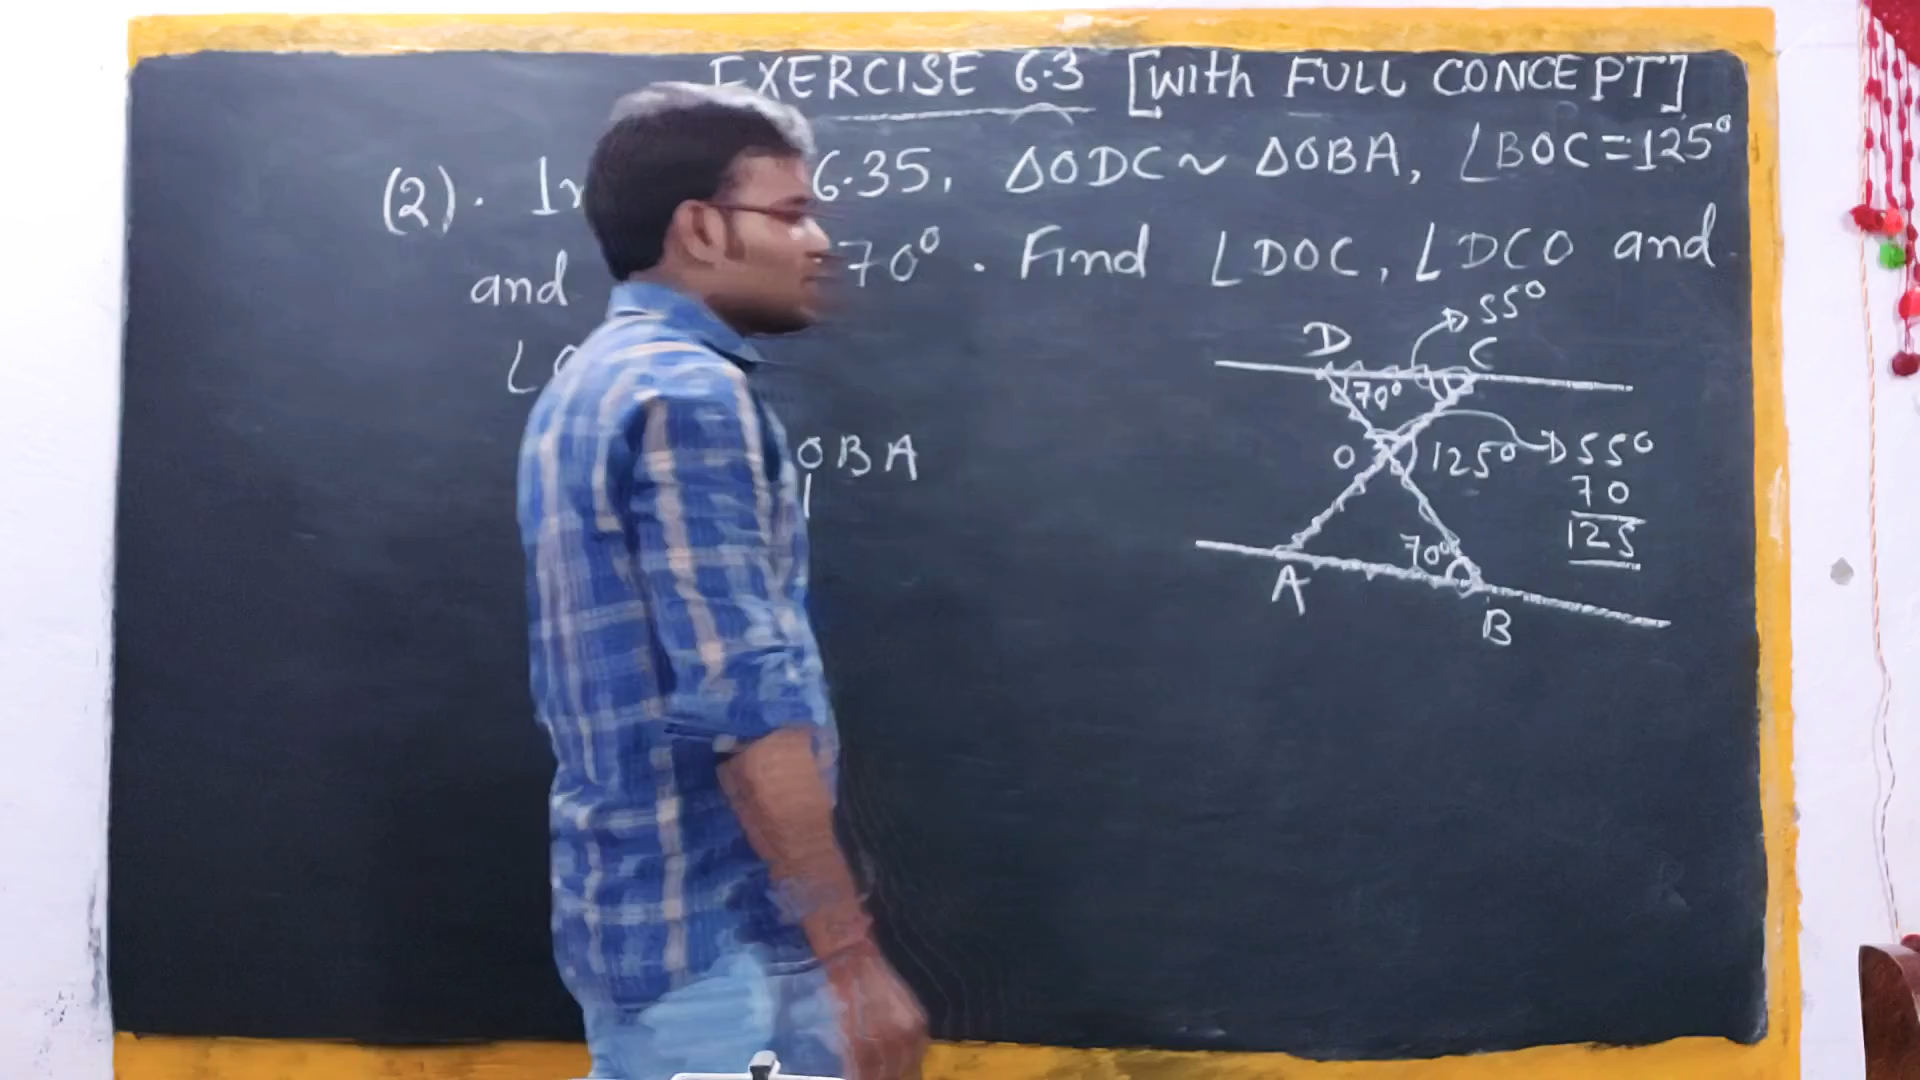 EXERCISE 6.3 [With FULL CONCEPT]
(2). In 6.35, ΔODC ~ ΔOBA, ∠BOC = 125°
and 70°. Find ∠DOC, ∠DCO and
∠O
OBA
55°
D C
70°
O 125° 55°
70
125
70°
A
B